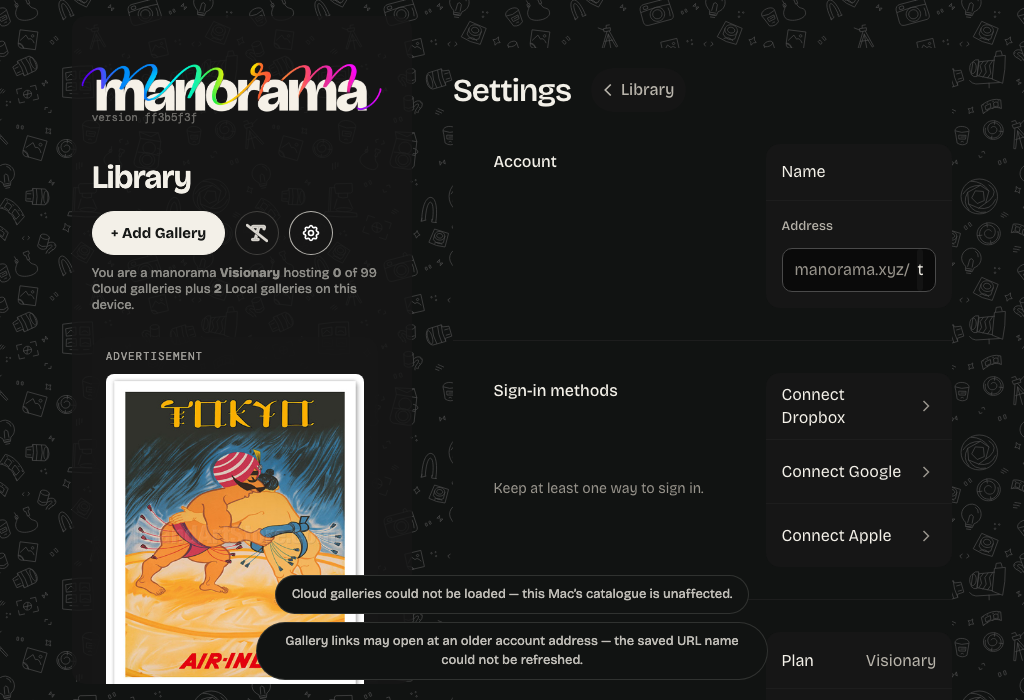 manorama
version ff3b5f3f
Library
+ Add Gallery
You are a manorama Visionary hosting 0 of 99
Cloud galleries plus 2 Local galleries on this
device.
ADVERTISEMENT
TOKYO
Settings
Library
Account
Name
Address
manorama.xyz/ t
Sign-in methods
Keep at least one way to sign in.
Connect
Dropbox
Connect Google
Connect Apple
Cloud galleries could not be loaded — this Mac's catalogue is unaffected.
Gallery links may open at an older account address — the saved URL name
could not be refreshed.
Plan
Visionary